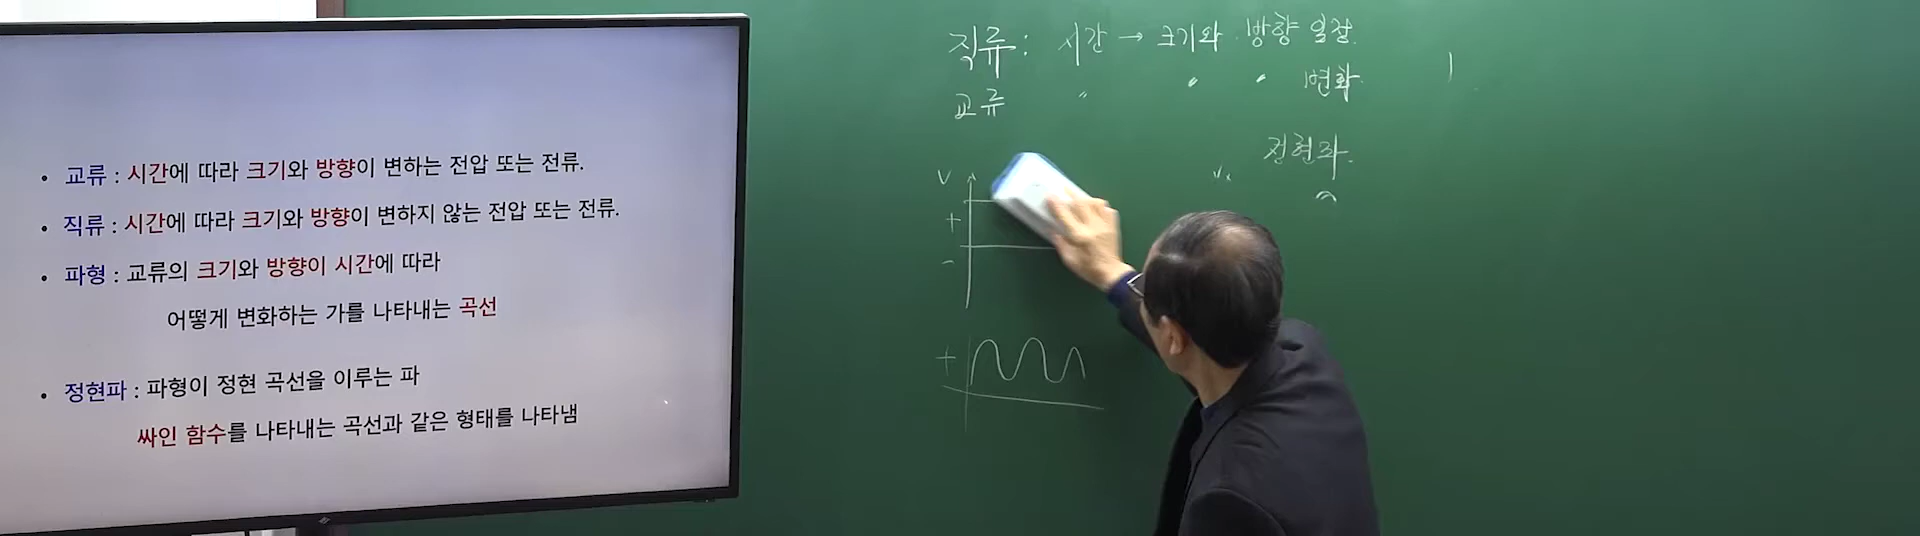 • 교류 : 시간에 따라 크기와 방향이 변하는 전압 또는 전류.
• 직류 : 시간에 따라 크기와 방향이 변하지 않는 전압 또는 전류.
• 파형 : 교류의 크기와 방향이 시간에 따라
어떻게 변화하는 가를 나타내는 곡선
• 정현파 : 파형이 정현 곡선을 이루는 파
싸인 함수를 나타내는 곡선과 같은 형태를 나타냄
직류 : 시간 → 크기와 방향 일정.
교류 〃 〃 〃 변화.
V
+
-
+